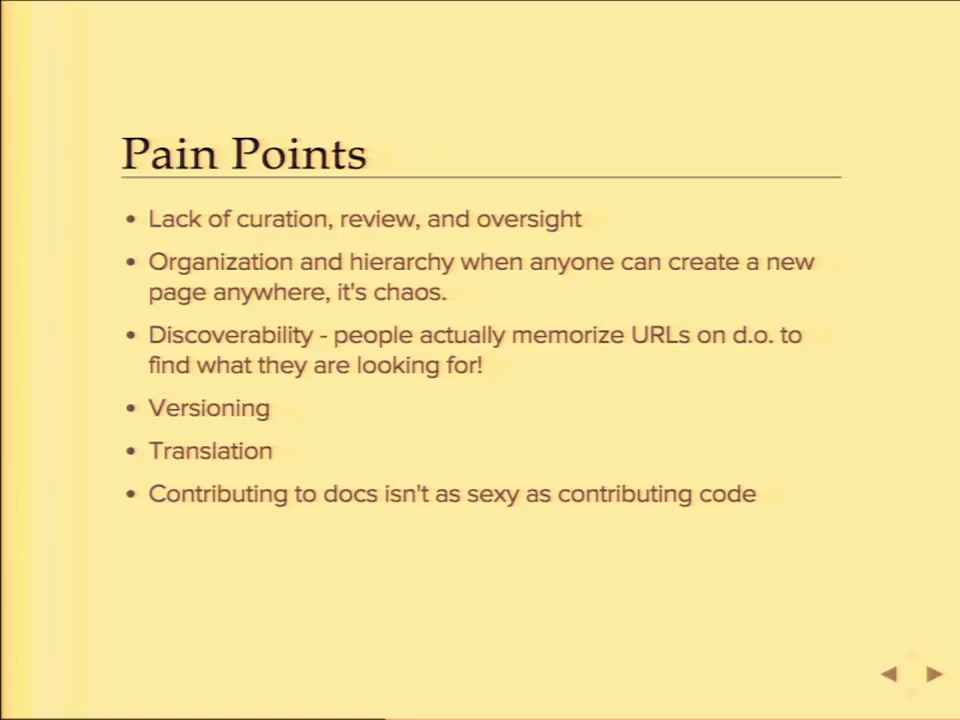 Pain Points
• Lack of curation, review, and oversight
• Organization and hierarchy when anyone can create a new
page anywhere, it's chaos.
• Discoverability - people actually memorize URLs on d.o. to
find what they are looking for!
• Versioning
• Translation
• Contributing to docs isn't as sexy as contributing code